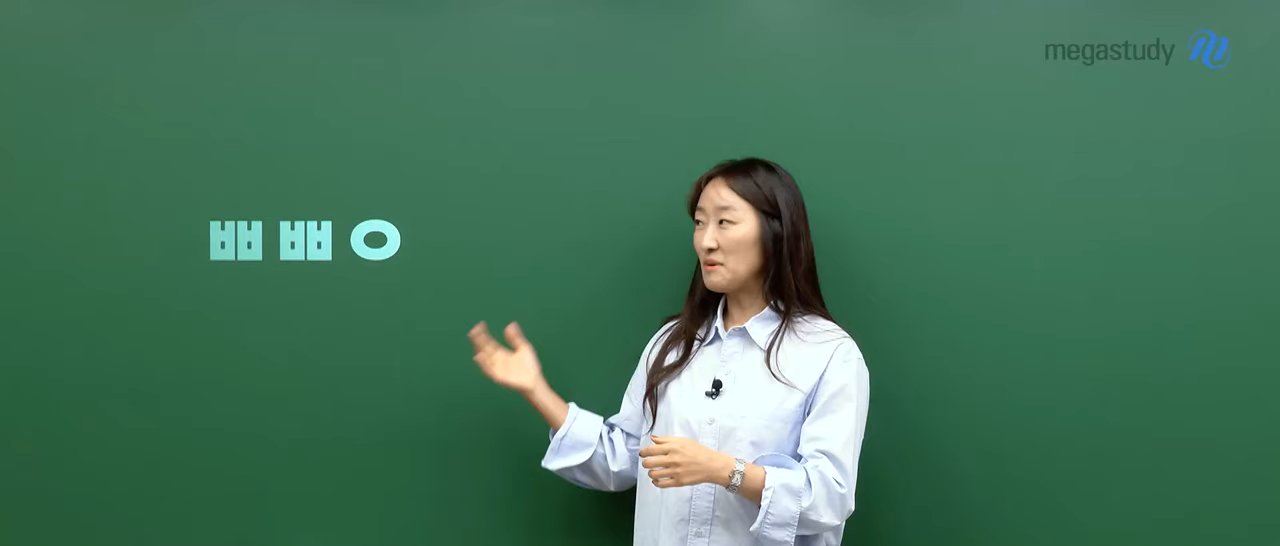 megastudy
ㅃ ㅃ ㅇ